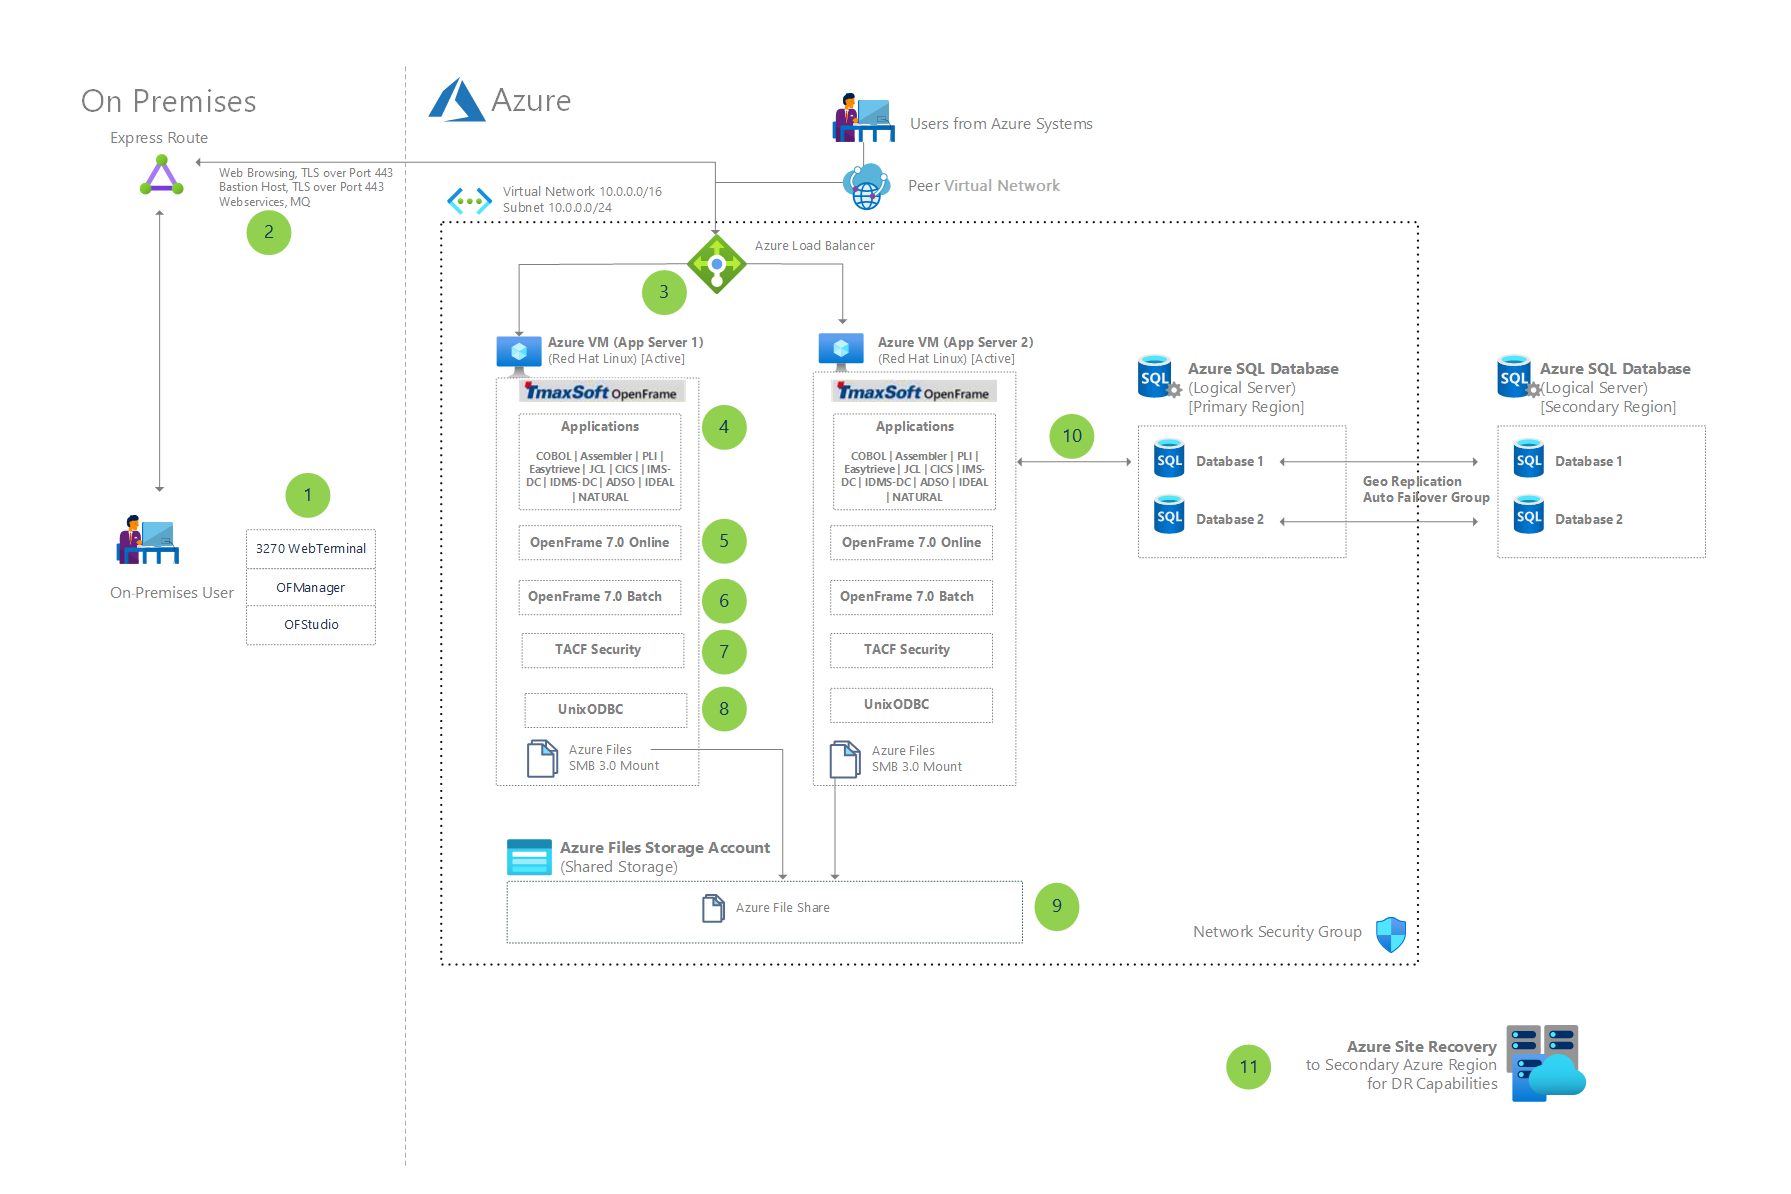 On Premises
Express Route
Web Browsing, TLS over Port 443
Bastion Host, TLS over Port 443
Webservices, MQ
2
1
3270 WebTerminal
OFManager
OFStudio
On-Premises User
Azure
Users from Azure Systems
Peer Virtual Network
Virtual Network 10.0.0.0/16
Subnet 10.0.0.0/24
Azure Load Balancer
3
Azure VM (App Server 1)
(Red Hat Linux) [Active]
TmaxSoft OpenFrame
Applications
COBOL | Assembler | PLI |
Easytrieve | JCL | CICS | IMS-
DC | IDMS-DC | ADSO | IDEAL
| NATURAL
4
OpenFrame 7.0 Online
5
OpenFrame 7.0 Batch
6
TACF Security
7
UnixODBC
8
Azure Files
SMB 3.0 Mount
Azure VM (App Server 2)
(Red Hat Linux) [Active]
TmaxSoft OpenFrame
Applications
COBOL | Assembler | PLI |
Easytrieve | JCL | CICS | IMS-
DC | IDMS-DC | ADSO | IDEAL
| NATURAL
OpenFrame 7.0 Online
OpenFrame 7.0 Batch
TACF Security
UnixODBC
Azure Files
SMB 3.0 Mount
10
SQL
Azure SQL Database
(Logical Server)
[Primary Region]
SQL
Database 1
SQL
Database 2
Geo Replication
Auto Failover Group
SQL
Azure SQL Database
(Logical Server)
[Secondary Region]
SQL
Database 1
SQL
Database 2
Azure Files Storage Account
(Shared Storage)
Azure File Share
9
Network Security Group
11
Azure Site Recovery
to Secondary Azure Region
for DR Capabilities